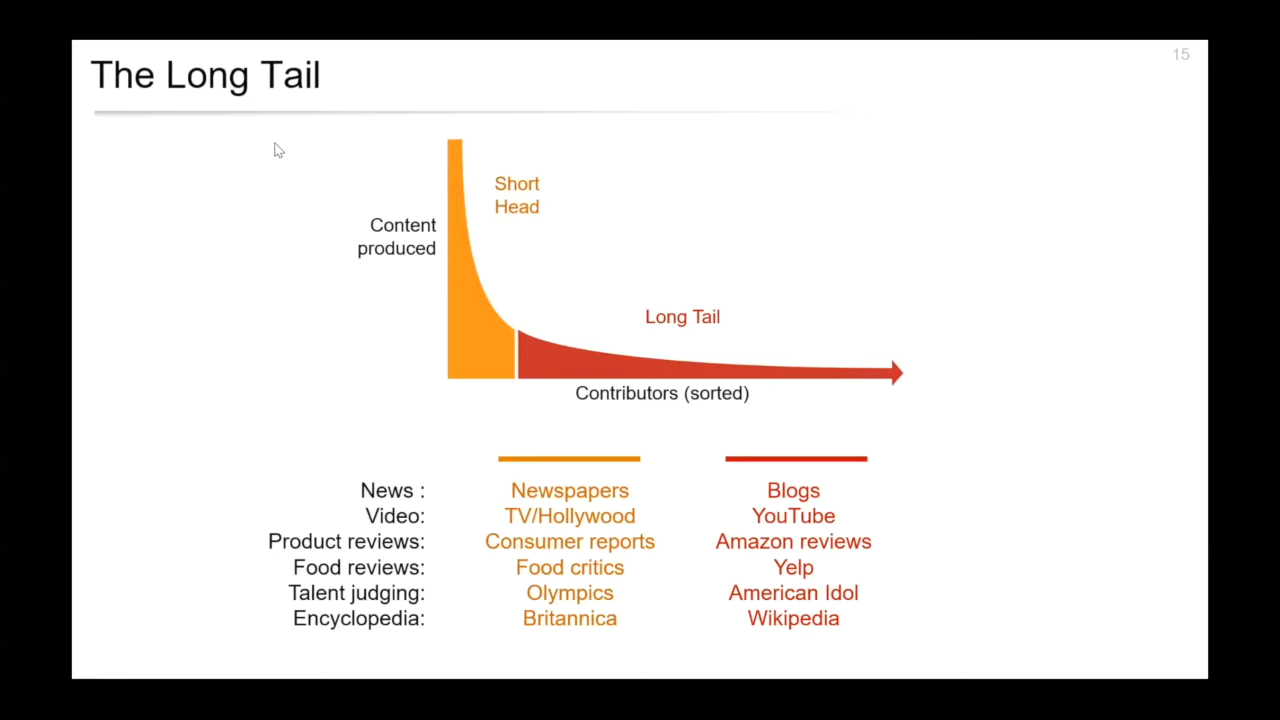 15
The Long Tail
Short
Head
Content
produced
Long Tail
Contributors (sorted)
News : Newspapers Blogs
Video: TV/Hollywood YouTube
Product reviews: Consumer reports Amazon reviews
Food reviews: Food critics Yelp
Talent judging: Olympics American Idol
Encyclopedia: Britannica Wikipedia